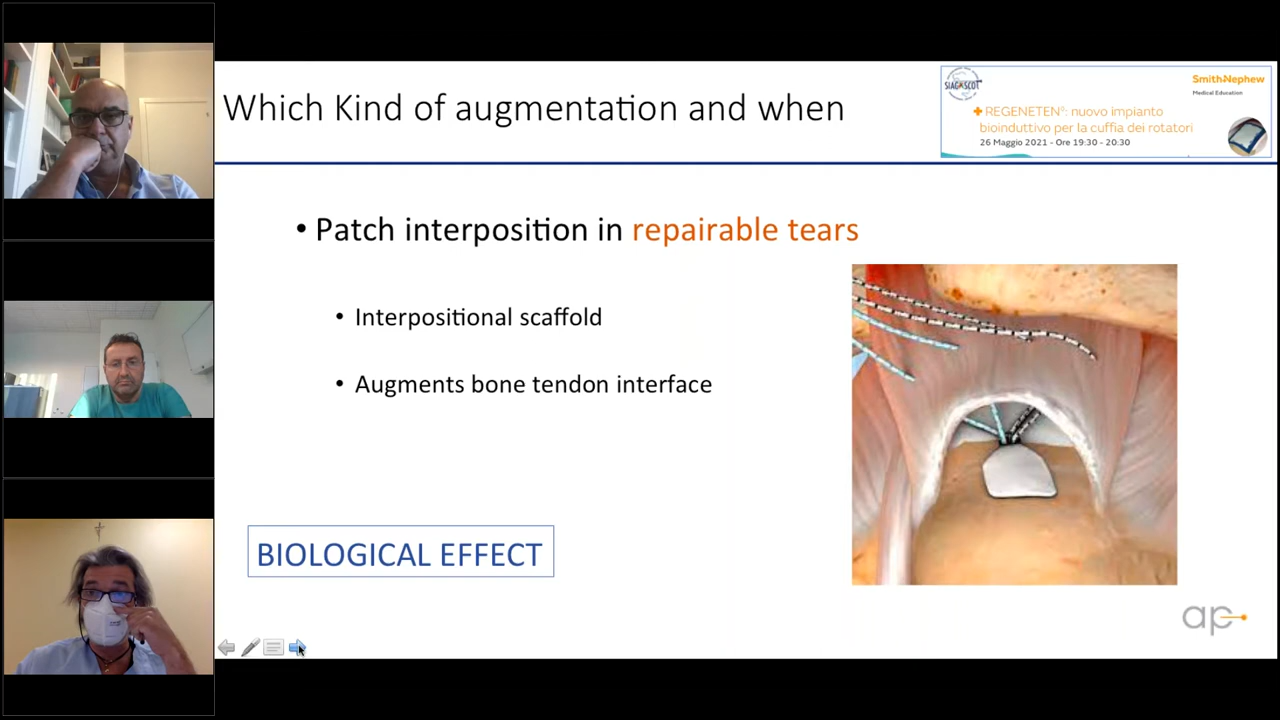 Which Kind of augmentation and when
SIAGASCOT
Smith+Nephew
Medical Education
✚ REGENETEN◊: nuovo impianto
bioinduttivo per la cuffia dei rotatori
26 Maggio 2021 - Ore 19:30 - 20:30
• Patch interposition in repairable tears
• Interpositional scaffold
• Augments bone tendon interface
BIOLOGICAL EFFECT
ap